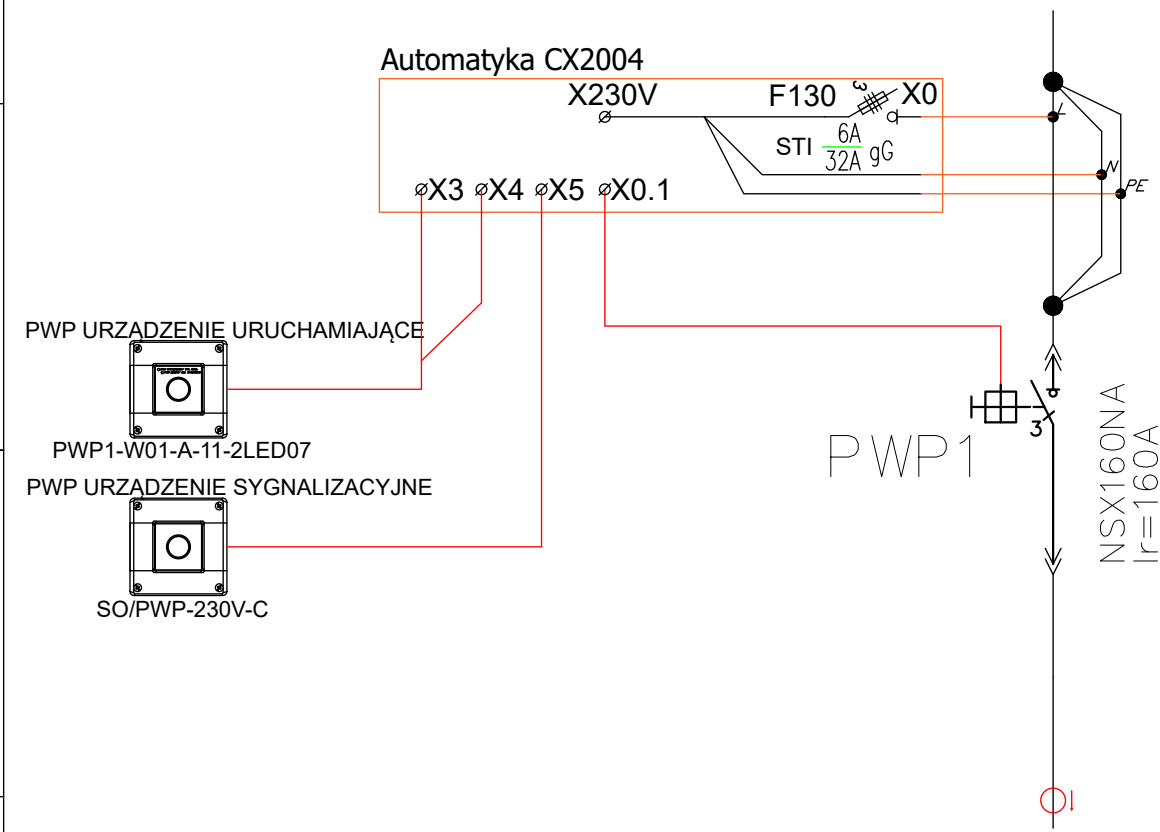 Automatyka CX2004
X230V
F130
3
X0
L
STI 6A
32A gG
N
PE
X3
X4
X5
X0.1
PWP URZĄDZENIE URUCHAMIAJĄCE
PWP1-W01-A-11-2LED07
PWP URZĄDZENIE SYGNALIZACYJNE
SO/PWP-230V-C
PWP1
3
NSX160NA
Ir=160A